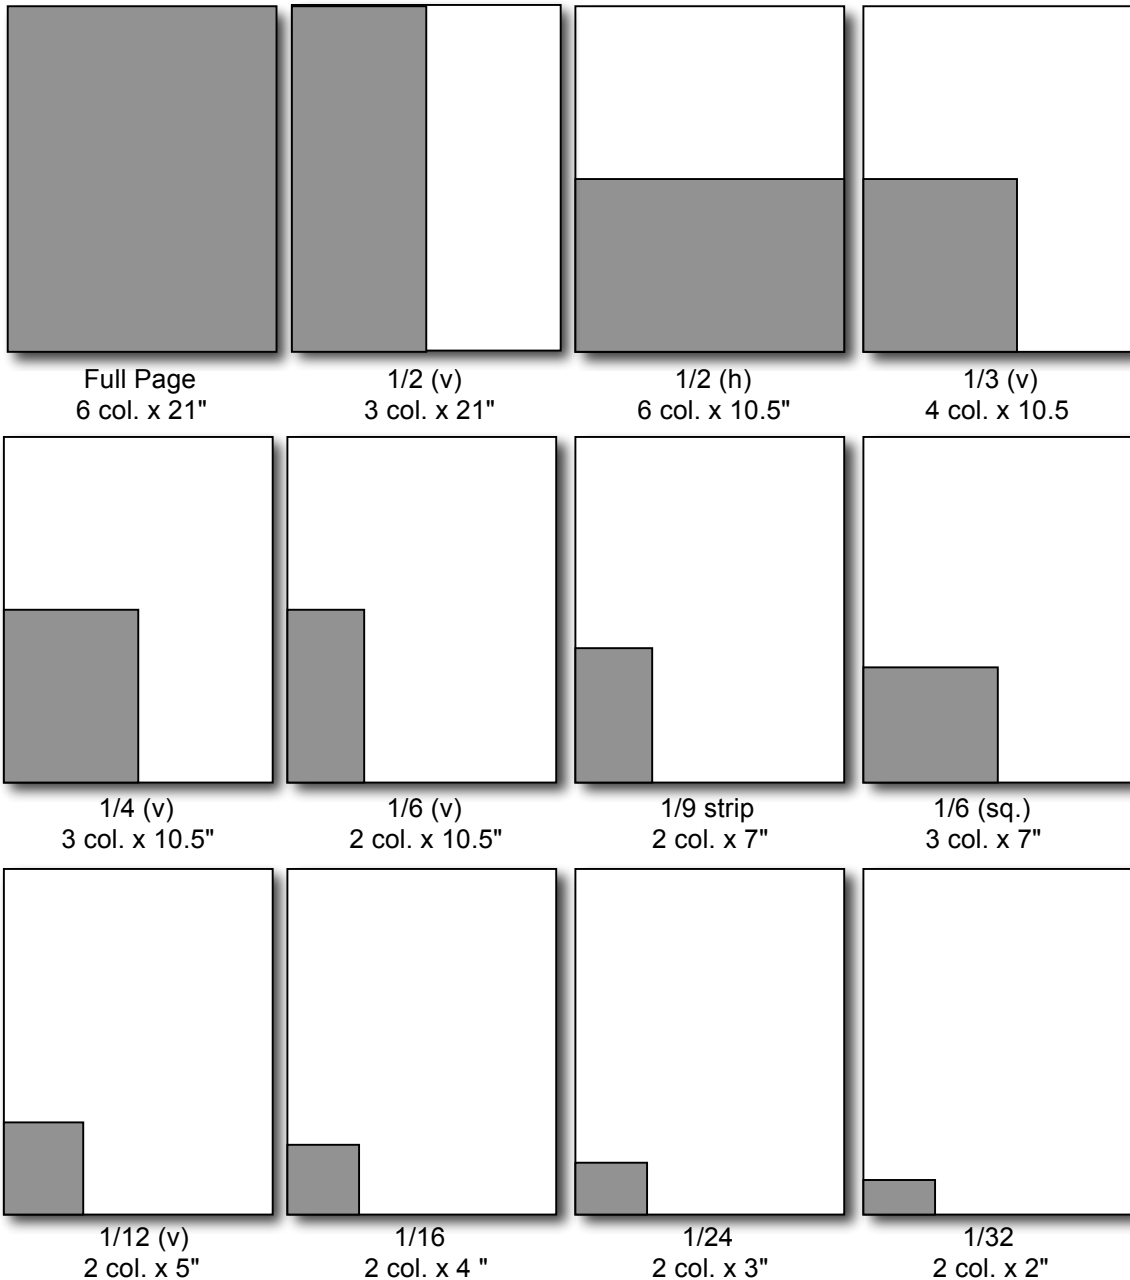 Full Page
6 col. x 21"
1/2 (v)
3 col. x 21"
1/2 (h)
6 col. x 10.5"
1/3 (v)
4 col. x 10.5
1/4 (v)
3 col. x 10.5"
1/6 (v)
2 col. x 10.5"
1/9 strip
2 col. x 7"
1/6 (sq.)
3 col. x 7"
1/12 (v)
2 col. x 5"
1/16
2 col. x 4 "
1/24
2 col. x 3"
1/32
2 col. x 2"